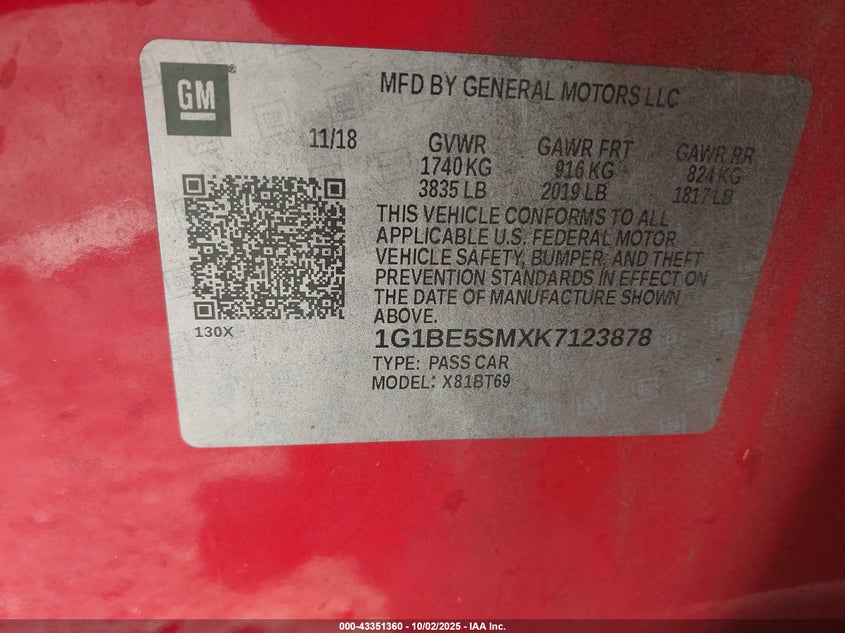 GM
MFD BY GENERAL MOTORS LLC
11/18
GVWR
1740 KG
3835 LB
GAWR FRT
916 KG
2019 LB
GAWR RR
824 KG
1817 LB
THIS VEHICLE CONFORMS TO ALL
APPLICABLE U.S. FEDERAL MOTOR
VEHICLE SAFETY, BUMPER, AND THEFT
PREVENTION STANDARDS IN EFFECT ON
THE DATE OF MANUFACTURE SHOWN
ABOVE.
130X
1G1BE5SMXK7123878
TYPE: PASS CAR
MODEL: X81BT69
000-43351360 - 10/02/2025 - IAA Inc.